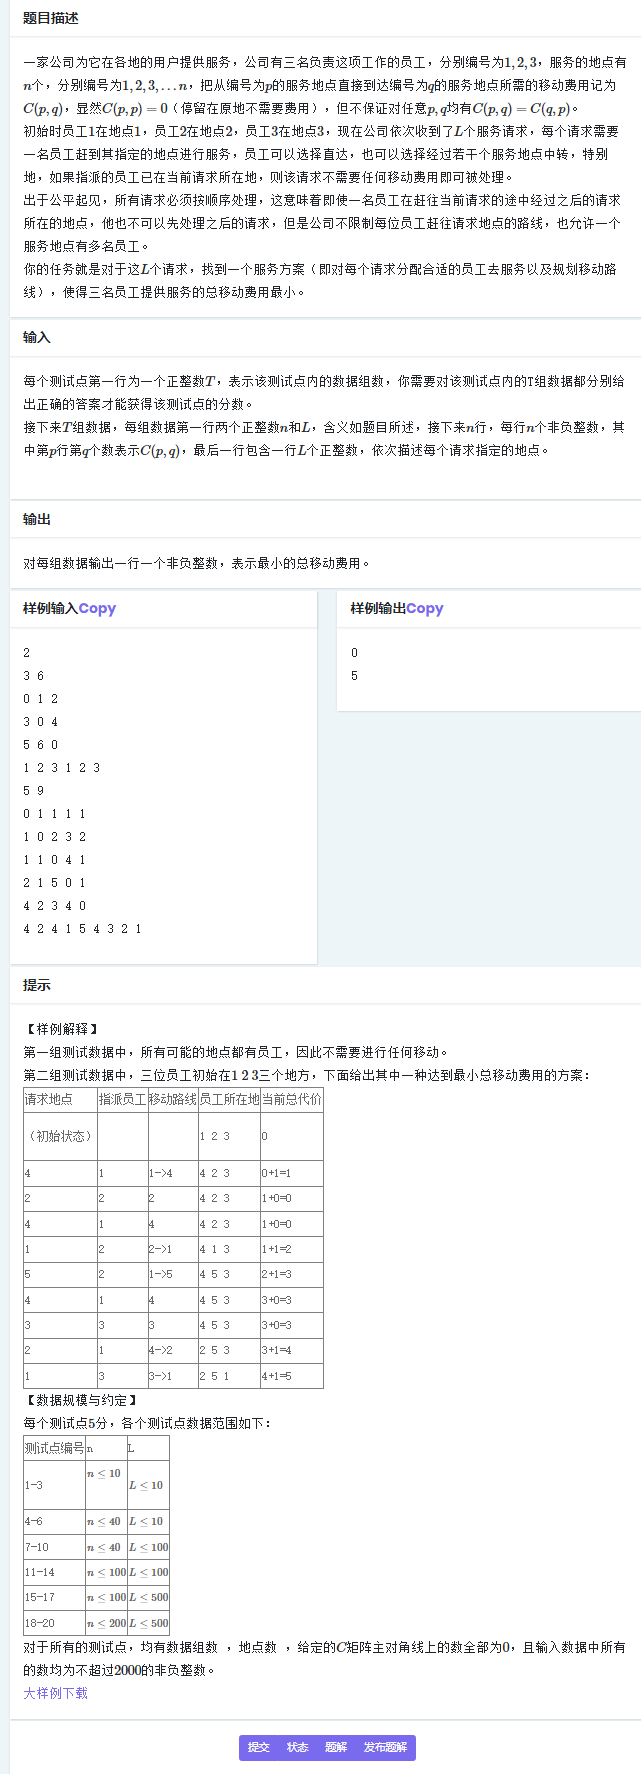 题目描述
一家公司为它在各地的用户提供服务，公司有三名负责这项工作的员工，分别编号为1,2,3，服务的地点有
n个，分别编号为1,2,3,…n，把从编号为p的服务地点直接到达编号为q的服务地点所需的移动费用记为
C(p,q)，显然C(p,p)=0（停留在原地不需要费用），但不保证对任意p,q均有C(p,q)=C(q,p)。
初始时员工1在地点1，员工2在地点2，员工3在地点3，现在公司依次收到了L个服务请求，每个请求需要
一名员工赶到其指定的地点进行服务，员工可以选择直达，也可以选择经过若干个服务地点中转，特别
地，如果指派的员工已在当前请求所在地，则该请求不需要任何移动费用即可被处理。
出于公平起见，所有请求必须按顺序处理，这意味着即使一名员工在赶往当前请求的途中经过之后的请求
所在的地点，他也不可以先处理之后的请求，但是公司不限制每位员工赶往请求地点的路线，也允许一个
服务地点有多名员工。
你的任务就是对于这L个请求，找到一个服务方案（即对每个请求分配合适的员工去服务以及规划移动路
线），使得三名员工提供服务的总移动费用最小。
输入
每个测试点第一行为一个正整数T，表示该测试点内的数据组数，你需要对该测试点内的T组数据都分别给
出正确的答案才能获得该测试点的分数。
接下来T组数据，每组数据第一行两个正整数n和L，含义如题目所述，接下来n行，每行n个非负整数，其
中第p行第q个数表示C(p,q)，最后一行包含一行L个正整数，依次描述每个请求指定的地点。
输出
对每组数据输出一行一个非负整数，表示最小的总移动费用。
样例输入Copy
2
3 6
0 1 2
3 0 4
5 6 0
1 2 3 1 2 3
5 9
0 1 1 1 1
1 0 2 3 2
1 1 0 4 1
2 1 5 0 1
4 2 3 4 0
4 2 4 1 5 4 3 2 1
样例输出Copy
0
5
提示
【样例解释】
第一组测试数据中，所有可能的地点都有员工，因此不需要进行任何移动。
第二组测试数据中，三位员工初始在1 2 3三个地方，下面给出其中一种达到最小总移动费用的方案：
请求地点 指派员工 移动路线 员工所在地 当前总代价
（初始状态） 1 2 3 0
4 1 1->4 4 2 3 0+1=1
2 2 2 4 2 3 1+0=0
4 1 4 4 2 3 1+0=0
1 2 2->1 4 1 3 1+1=2
5 2 1->5 4 5 3 2+1=3
4 1 4 4 5 3 3+0=3
3 3 3 4 5 3 3+0=3
2 1 4->2 2 5 3 3+1=4
1 3 3->1 2 5 1 4+1=5
【数据规模与约定】
每个测试点5分，各个测试点数据范围如下：
测试点编号 n L
1-3 n≤10 L≤10
4-6 n≤40 L≤10
7-10 n≤40 L≤100
11-14 n≤100 L≤100
15-17 n≤100 L≤500
18-20 n≤200 L≤500
对于所有的测试点，均有数据组数 ，地点数 ，给定的C矩阵主对角线上的数全部为0，且输入数据中所有
的数均为不超过2000的非负整数。
大样例下载
提交 状态 题解 发布题解